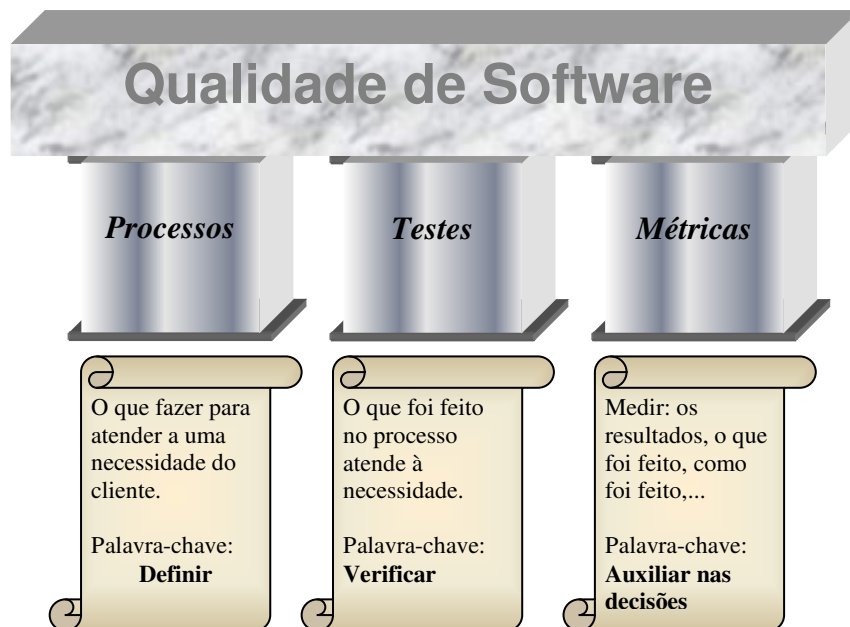 Qualidade de Software
Processos
Testes
Métricas
O que fazer para
atender a uma
necessidade do
cliente.
Palavra-chave:
Definir
O que foi feito
no processo
atende à
necessidade.
Palavra-chave:
Verificar
Medir: os
resultados, o que
foi feito, como
foi feito,...
Palavra-chave:
Auxiliar nas
decisões